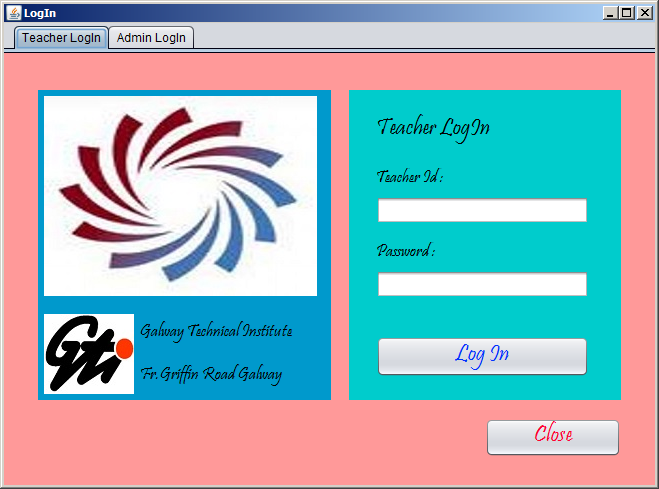 LogIn
Teacher LogIn
Admin LogIn
Teacher LogIn
Teacher Id :
Password :
Log In
Gti
Galway Technical Institute
Fr. Griffin Road Galway
Close